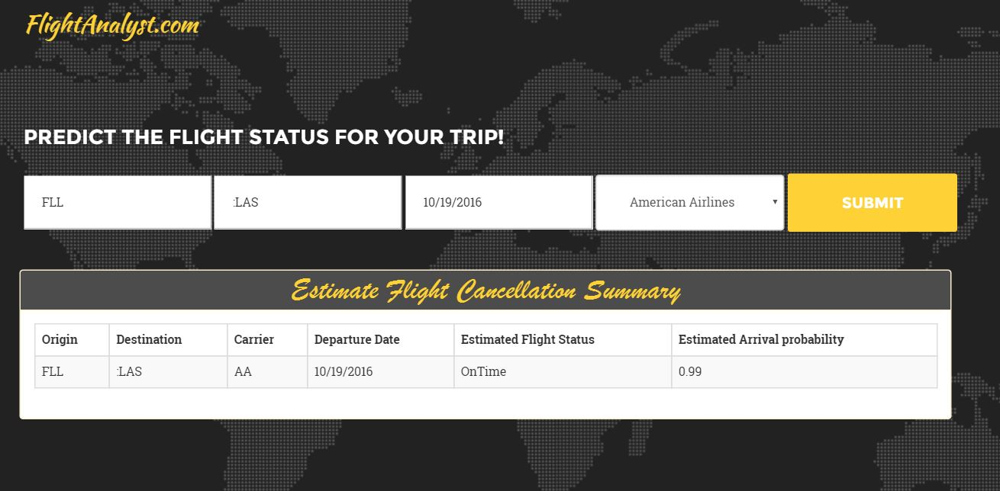 FlightAnalyst.com
PREDICT THE FLIGHT STATUS FOR YOUR TRIP!
FLL :LAS 10/19/2016 American Airlines SUBMIT
Estimate Flight Cancellation Summary
Origin Destination Carrier Departure Date Estimated Flight Status Estimated Arrival probability
FLL :LAS AA 10/19/2016 OnTime 0.99